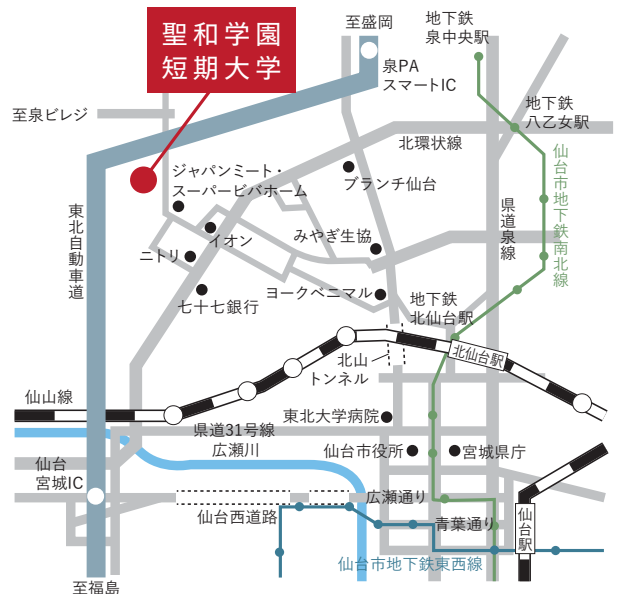 聖和学園
短期大学
至盛岡
地下鉄
泉中央駅
泉PA
スマートIC
地下鉄
八乙女駅
至泉ビレジ
北環状線
ジャパンミート・
スーパービバホーム
ブランチ仙台
仙台市地下鉄南北線
県道泉線
東北自動車道
イオン
みやぎ生協
ニトリ
七十七銀行
ヨークベニマル
地下鉄
北仙台駅
北仙台駅
北山
トンネル
仙山線
東北大学病院
県道31号線
広瀬川
仙台市役所
宮城県庁
仙台
宮城IC
広瀬通り
仙台西道路
青葉通り
仙台駅
仙台市地下鉄東西線
至福島